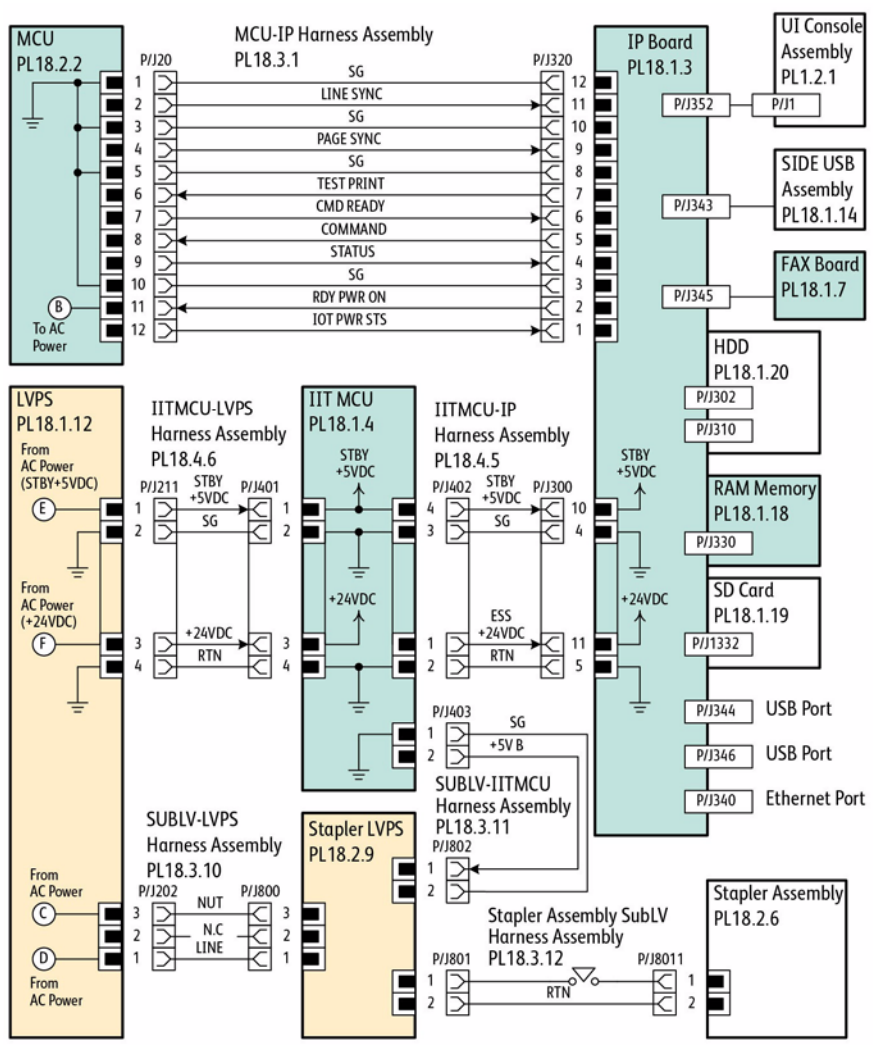 MCU
PL18.2.2
P/J20
MCU-IP Harness Assembly
PL18.3.1
P/J320
IP Board
PL18.1.3
UI Console
Assembly
PL1.2.1
P/J352
P/J1
1 SG 12
2 LINE SYNC 11
3 SG 10
4 PAGE SYNC 9
5 SG 8
6 TEST PRINT 7
7 CMD READY 6
8 COMMAND 5
9 STATUS 4
10 SG 3
11 RDY PWR ON 2
12 IOT PWR STS 1
B
To AC
Power
SIDE USB
Assembly
PL18.1.14
P/J343
FAX Board
PL18.1.7
P/J345
HDD
PL18.1.20
P/J302
P/J310
RAM Memory
PL18.1.18
P/J330
SD Card
PL18.1.19
P/J1332
P/J344 USB Port
P/J346 USB Port
P/J340 Ethernet Port
LVPS
PL18.1.12
From
AC Power
(STBY+5VDC)
E
From
AC Power
(+24VDC)
F
IITMCU-LVPS
Harness Assembly
PL18.4.6
P/J211
STBY
+5VDC
P/J401
1 1
2 SG 2
3 +24VDC 3
4 RTN 4
IIT MCU
PL18.1.4
STBY
+5VDC
+24VDC
IITMCU-IP
Harness Assembly
PL18.4.5
P/J402
STBY
+5VDC
P/J300
4 10
3 SG 4
ESS
1 +24VDC 11
2 RTN 5
STBY
+5VDC
+24VDC
P/J403
1 SG
2 +5V B
SUBLV-IITMCU
Harness Assembly
PL18.3.11
P/J802
1
2
SUBLV-LVPS
Harness Assembly
PL18.3.10
P/J202
P/J800
3 NUT 3
2 N.C 2
1 LINE 1
From
AC Power
C
D
From
AC Power
Stapler LVPS
PL18.2.9
Stapler Assembly SubLV
Harness Assembly
PL18.3.12
P/J801
P/J8011
1 1
2 RTN 2
Stapler Assembly
PL18.2.6